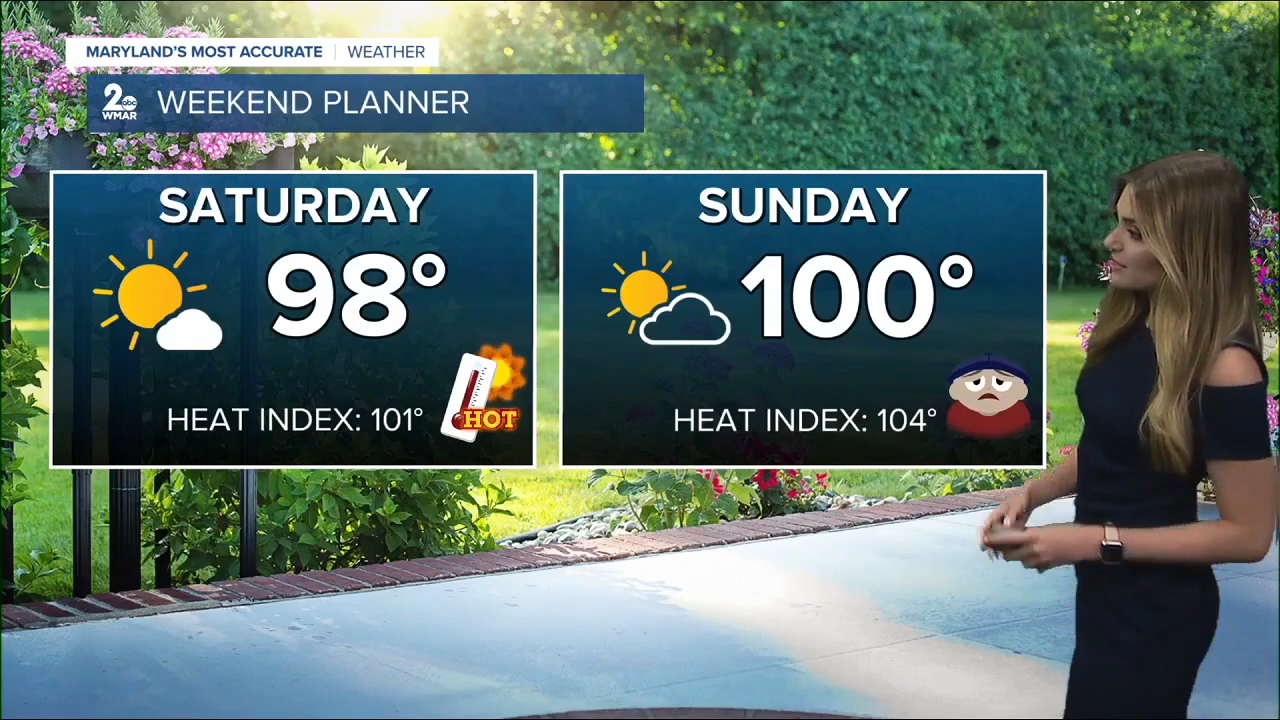 MARYLAND'S MOST ACCURATE | WEATHER
2 abc
WMAR
WEEKEND PLANNER
SATURDAY
98°
HEAT INDEX: 101°
HOT
SUNDAY
100°
HEAT INDEX: 104°